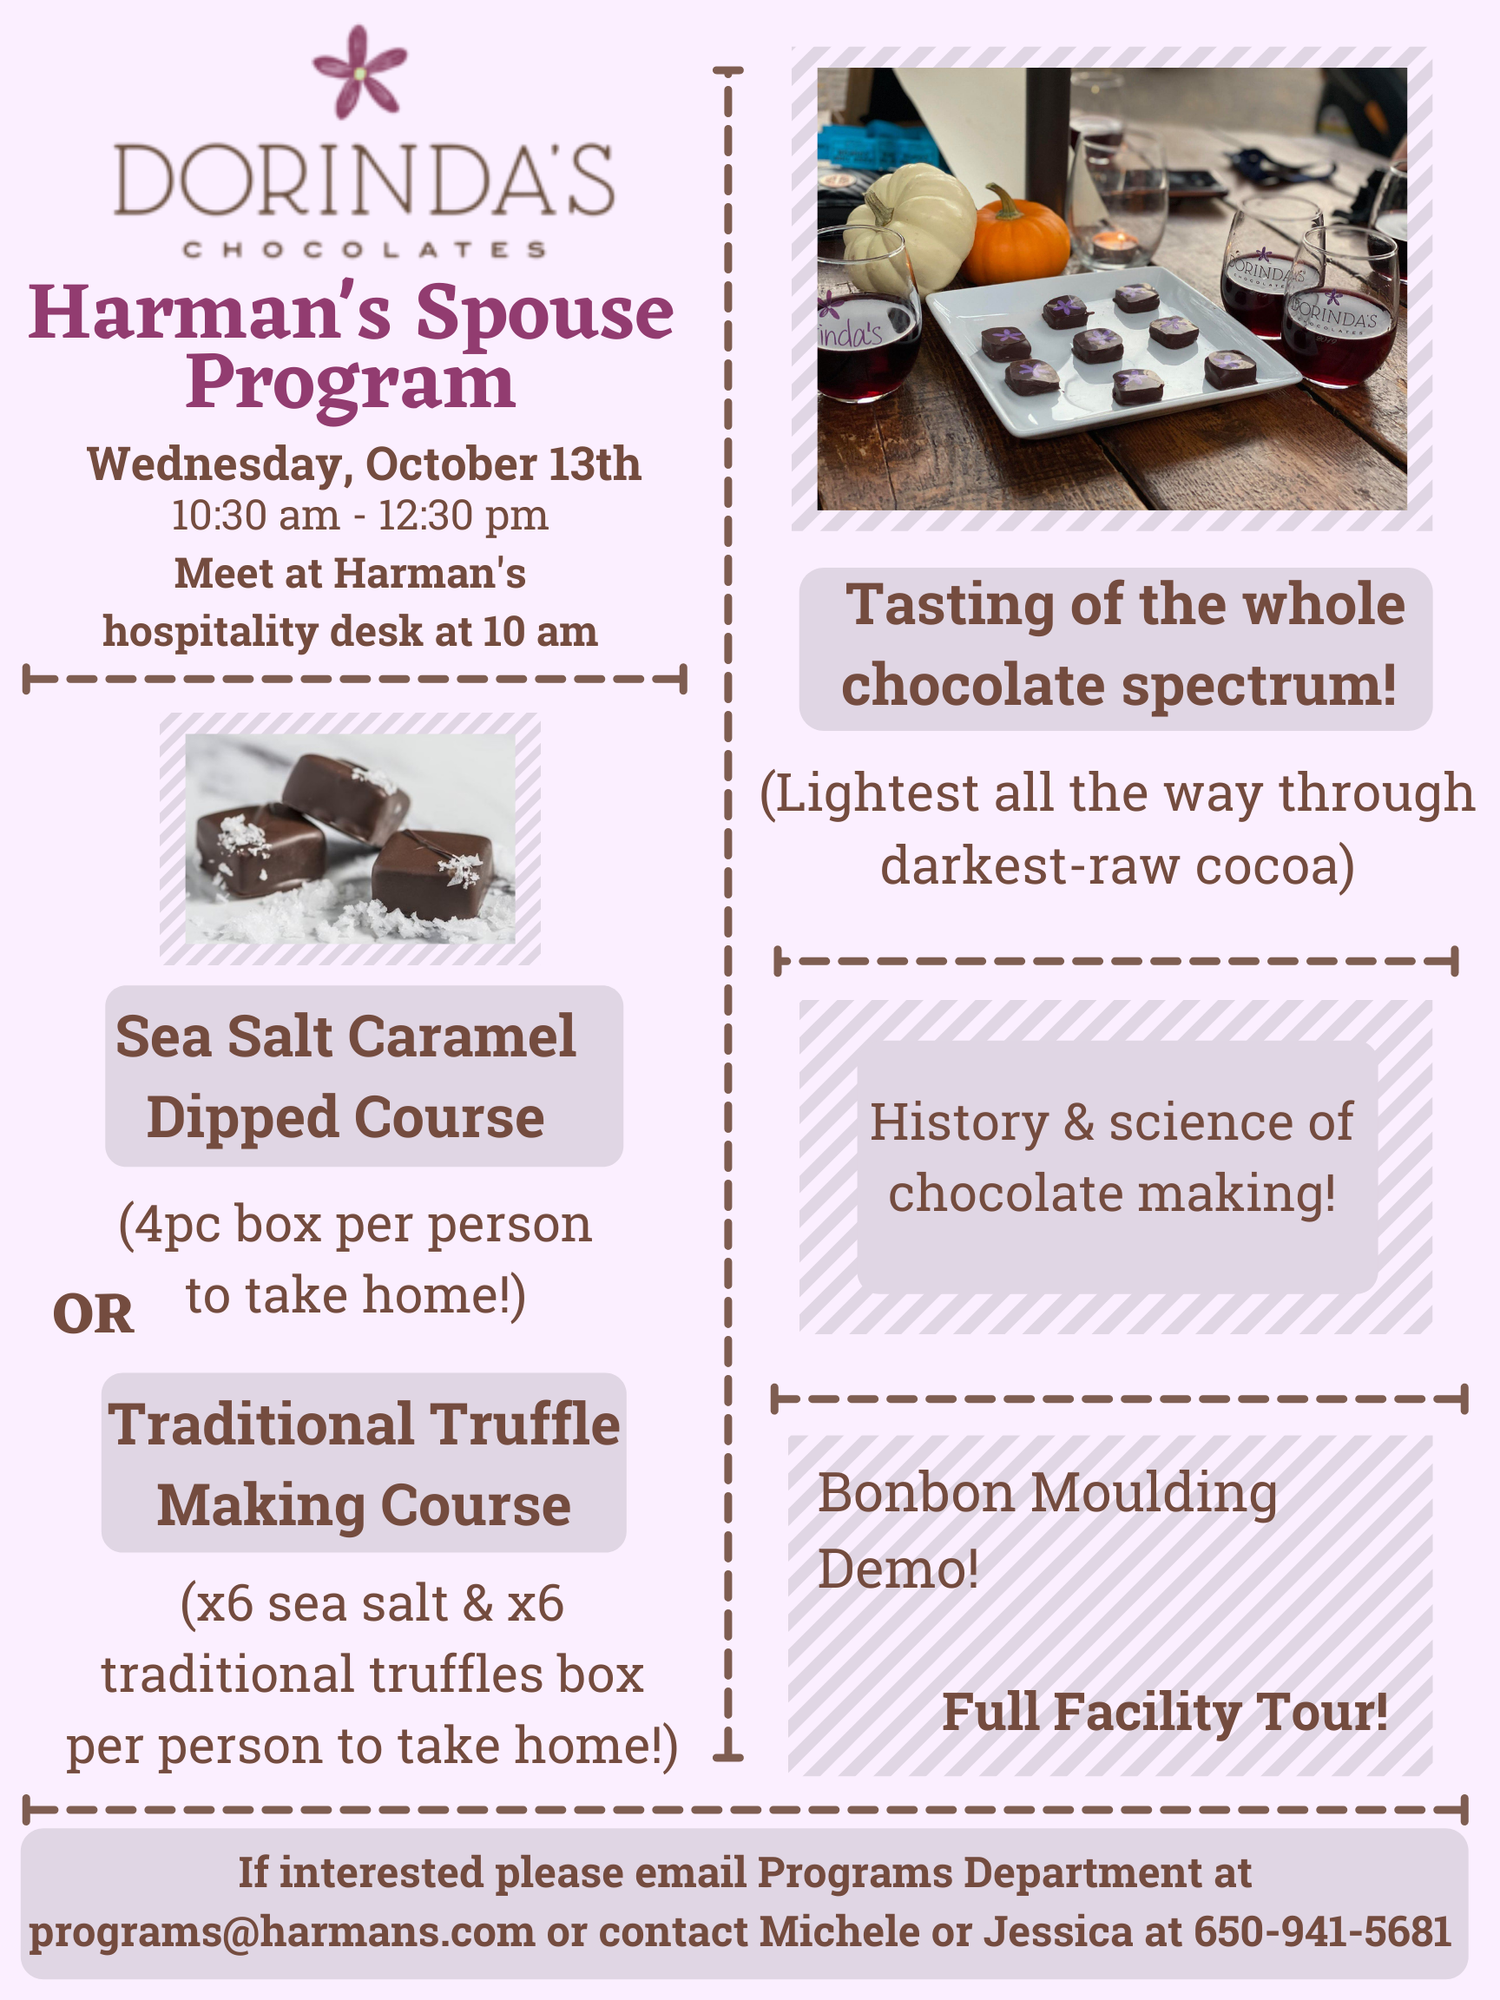 DORINDA'S
CHOCOLATES
Harman's Spouse
Program
Wednesday, October 13th
10:30 am - 12:30 pm
Meet at Harman's
hospitality desk at 10 am
Sea Salt Caramel
Dipped Course
(4pc box per person
to take home!)
OR
Traditional Truffle
Making Course
(x6 sea salt & x6
traditional truffles box
per person to take home!)
inda's
DORINDA'S
CHOCOLATES
DORINDA'S
CHOCOLATES
Tasting of the whole
chocolate spectrum!
(Lightest all the way through
darkest-raw cocoa)
History & science of
chocolate making!
Bonbon Moulding
Demo!
Full Facility Tour!
If interested please email Programs Department at
programs@harmans.com or contact Michele or Jessica at 650-941-5681